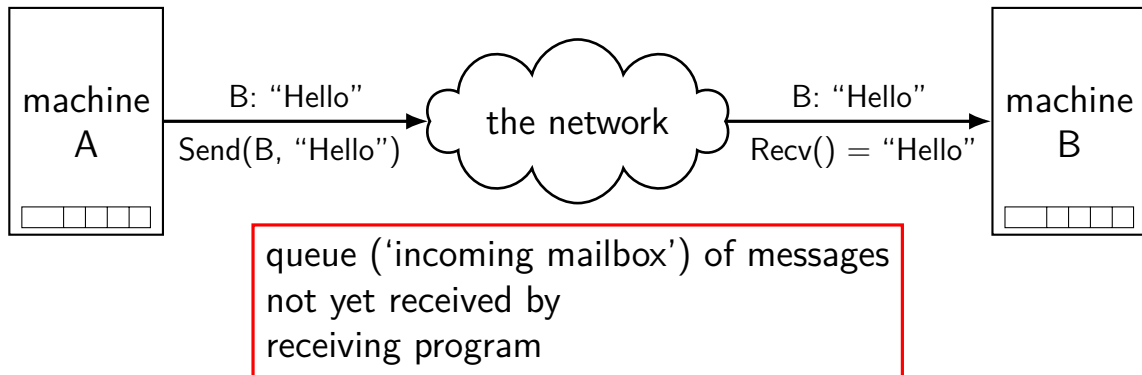 machine
A
B: “Hello”
Send(B, “Hello”)
the network
B: “Hello”
Recv() = “Hello”
machine
B
queue (‘incoming mailbox’) of messages
not yet received by
receiving program